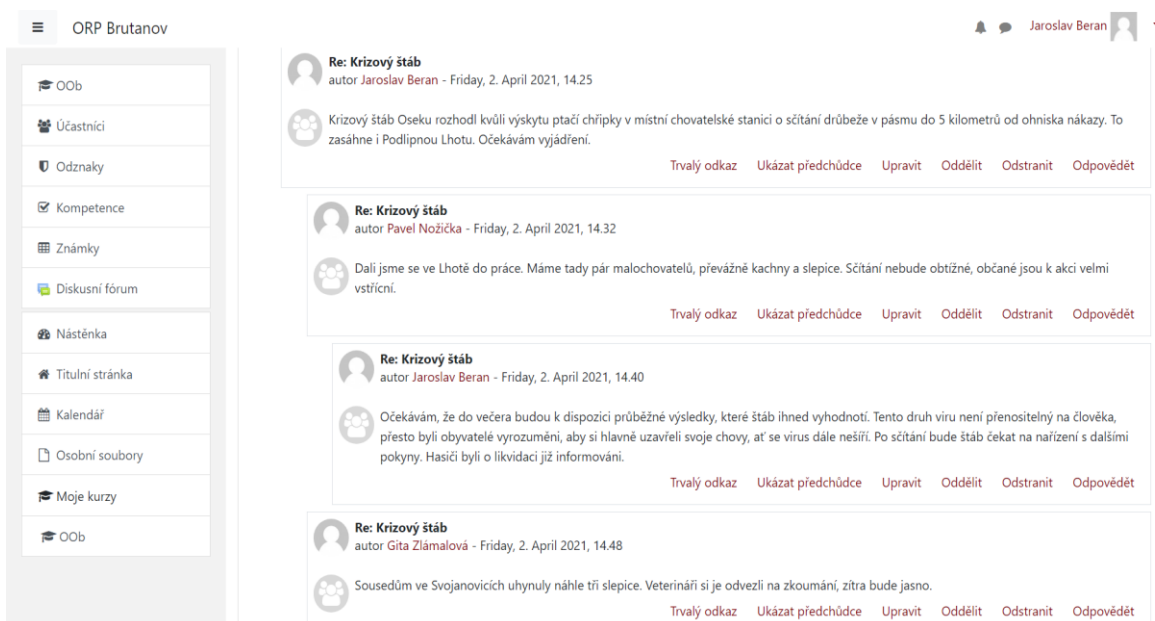 ORP Brutanov
Jaroslav Beran
OOb
Účastníci
Odznaky
Kompetence
Známky
Diskusní fórum
Nástěnka
Titulní stránka
Kalendář
Osobní soubory
Moje kurzy
OOb
Re: Krizový štáb
autor Jaroslav Beran - Friday, 2. April 2021, 14.25
Krizový štáb Oseku rozhodl kvůli výskytu ptačí chřipky v místní chovatelské stanici o sčítání drůbeže v pásmu do 5 kilometrů od ohniska nákazy. To
zasáhne i Podlipnou Lhotu. Očekávám vyjádření.
Trvalý odkaz Ukázat předchůdce Upravit Oddělit Odstranit Odpovědět
Re: Krizový štáb
autor Pavel Nožička - Friday, 2. April 2021, 14.32
Dali jsme se ve Lhotě do práce. Máme tady pár malochovatelů, převážně kachny a slepice. Sčítání nebude obtížné, občané jsou k akci velmi
vstřícní.
Trvalý odkaz Ukázat předchůdce Upravit Oddělit Odstranit Odpovědět
Re: Krizový štáb
autor Jaroslav Beran - Friday, 2. April 2021, 14.40
Očekávám, že do večera budou k dispozici průběžné výsledky, které štáb ihned vyhodnotí. Tento druh viru není přenositelný na člověka,
přesto byli obyvatelé vyrozuměni, aby si hlavně uzavřeli svoje chovy, ať se virus dále nešíří. Po sčítání bude štáb čekat na nařízení s dalšími
pokyny. Hasiči byli o likvidaci již informováni.
Trvalý odkaz Ukázat předchůdce Upravit Oddělit Odstranit Odpovědět
Re: Krizový štáb
autor Gita Zlámalová - Friday, 2. April 2021, 14.48
Sousedům ve Svojanovicích uhynuly náhle tři slepice. Veterináři si je odvezli na zkoumání, zítra bude jasno.
Trvalý odkaz Ukázat předchůdce Upravit Oddělit Odstranit Odpovědět